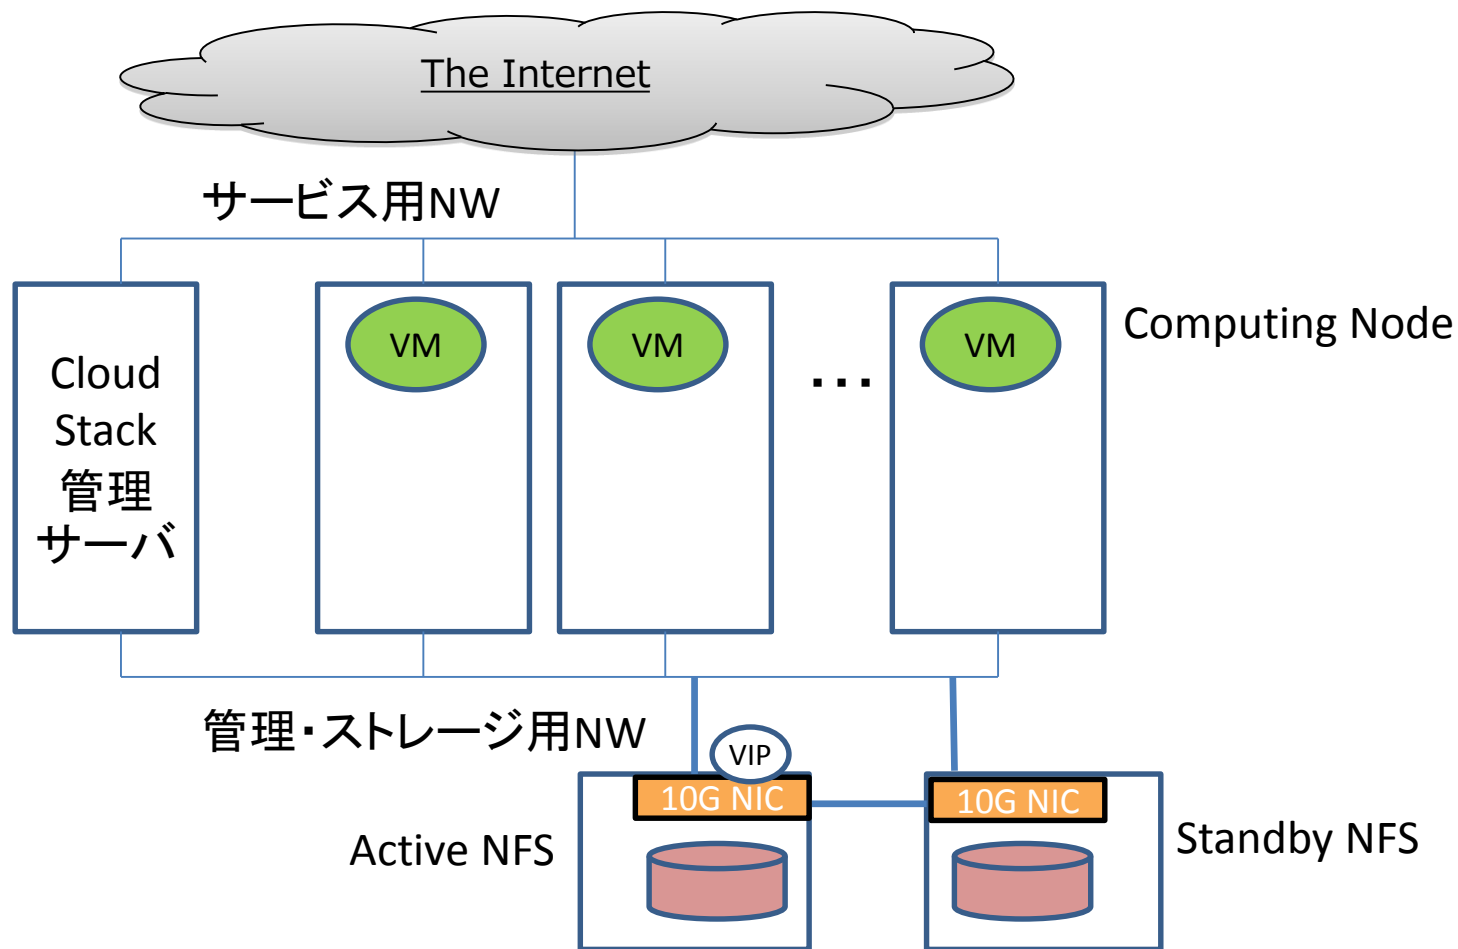 The Internet
サービス用NW
Cloud
Stack
管理
サーバ
VM
VM
...
VM
Computing Node
管理・ストレージ用NW
VIP
10G NIC
10G NIC
Active NFS
Standby NFS